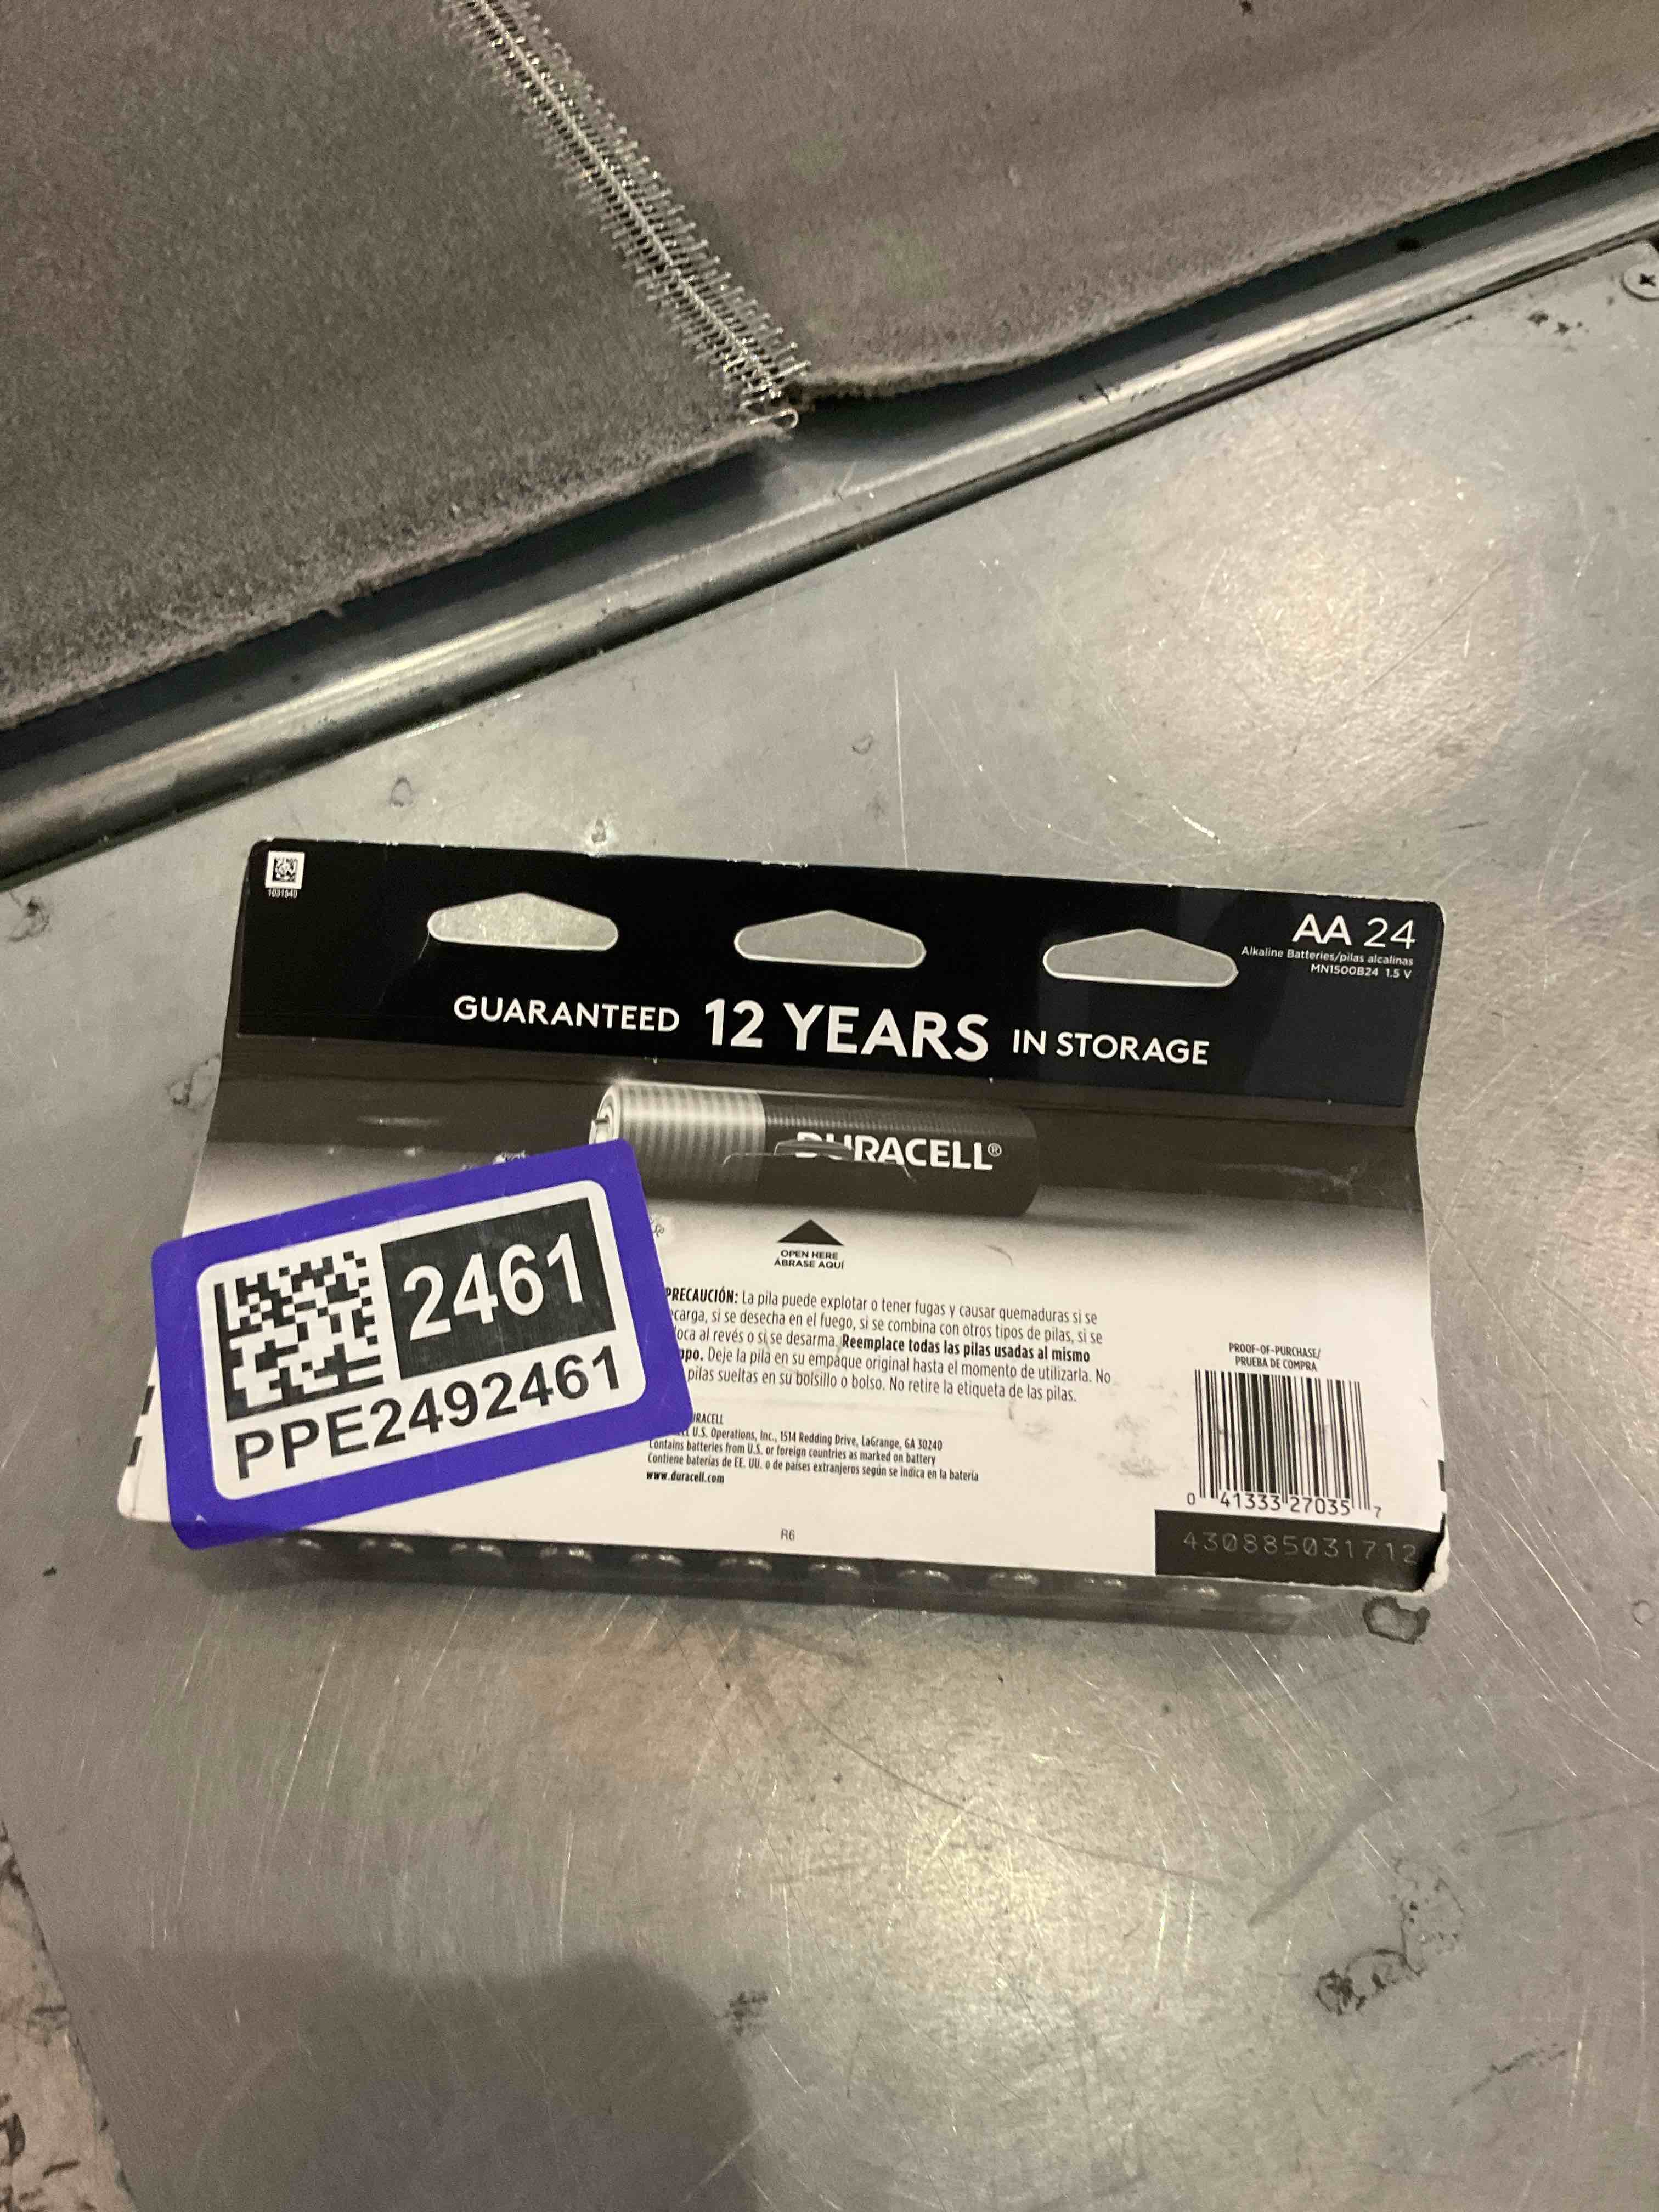 1031640
AA 24
Alkaline Batteries/pilas alcalinas
MN1500B24 1.5 V
GUARANTEED 12 YEARS IN STORAGE
DURACELL®
OPEN HERE
ÁBRASE AQUÍ
2461
PPE2492461
PRECAUCIÓN: La pila puede explotar o tener fugas y causar quemaduras si se
carga, si se desecha en el fuego, si se combina con otros tipos de pilas, si se
oca al revés o si se desarma. Reemplace todas las pilas usadas al mismo
po. Deje la pila en su empaque original hasta el momento de utilizarla. No
pilas sueltas en su bolsillo o bolso. No retire la etiqueta de las pilas.
RACELL
U.S. Operations, Inc., 1514 Redding Drive, LaGrange, GA 30240
Contains batteries from U.S. or foreign countries as marked on battery
Contiene baterías de EE. UU. o de países extranjeros según se indica en la batería
www.duracell.com
R6
PROOF-OF-PURCHASE/
PRUEBA DE COMPRA
0 41333 27035 7
430885031712